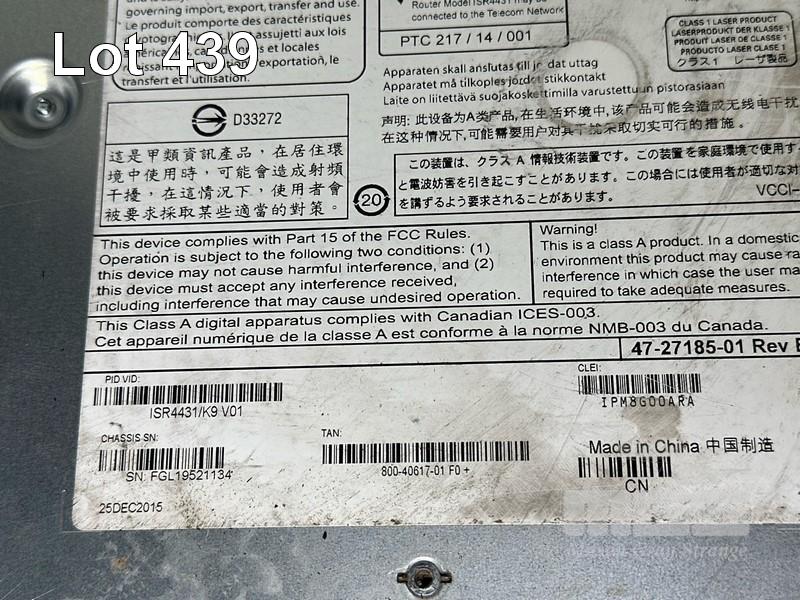 governing import, export, transfer and use.
Le produit comporte des caractéristiques
Lot 439
et locales
l'exportation, le
transfert et l'utilisation.
Router Model ISR4431 may be
connected to the Telecom Network
PTC 217 / 14 / 001
CLASS 1 LASER PRODUCT
LASERPRODUKT DER KLASSE 1
PRODUIT LASER DE CLASSE 1
PRODUCTO LASER CLASE 1
クラス 1 レーザ製品
Apparaten skall anslutas till jordat uttag
Apparatet må tilkoples jordet stikkontakt
Laite on liitettävä suojakoskettimilla varustettuun pistorasiaan
声明: 此设备为A类产品, 在生活环境中, 该产品可能会造成无线电干扰
在这种情况下, 可能需要用户对其干扰采取切实可行的措施 。
D33272
這是甲類資訊產品，在居住環
境中使用時，可能會造成射頻
干擾，在這情況下，使用者會
被要求採取某些適當的對策。
20
この装置は、クラス A 情報技術装置です。この装置を家庭環境で使用す
と電波妨害を引き起こすことがあります。この場合には使用者が適切な対
を講ずるよう要求されることがあります。
VCCI-
This device complies with Part 15 of the FCC Rules.
Operation is subject to the following two conditions: (1)
this device may not cause harmful interference, and (2)
this device must accept any interference received,
including interference that may cause undesired operation.
Warning!
This is a class A product. In a domestic
environment this product may cause ra
interference in which case the user ma
required to take adequate measures.
This Class A digital apparatus complies with Canadian ICES-003.
Cet appareil numérique de la classe A est conforme à la norme NMB-003 du Canada.
47-27185-01 Rev
PID VID:
ISR4431/K9 V01
CLEI:
IPM8G00ARA
CHASSIS SN:
SN: FGL19521134
TAN:
800-40617-01 F0 +
Made in China 中国制造
CN
25DEC2015